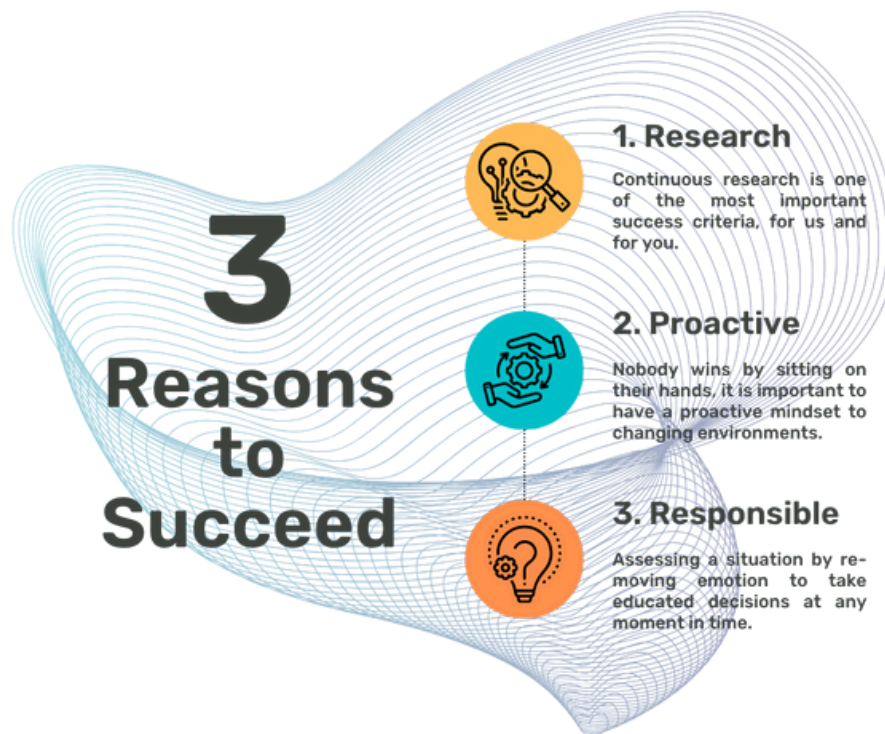 3
Reasons
to
Succeed
1. Research
Continuous research is one
of the most important
success criteria, for us and
for you.
2. Proactive
Nobody wins by sitting on
their hands, it is important to
have a proactive mindset to
changing environments.
3. Responsible
Assessing a situation by re-
moving emotion to take
educated decisions at any
moment in time.